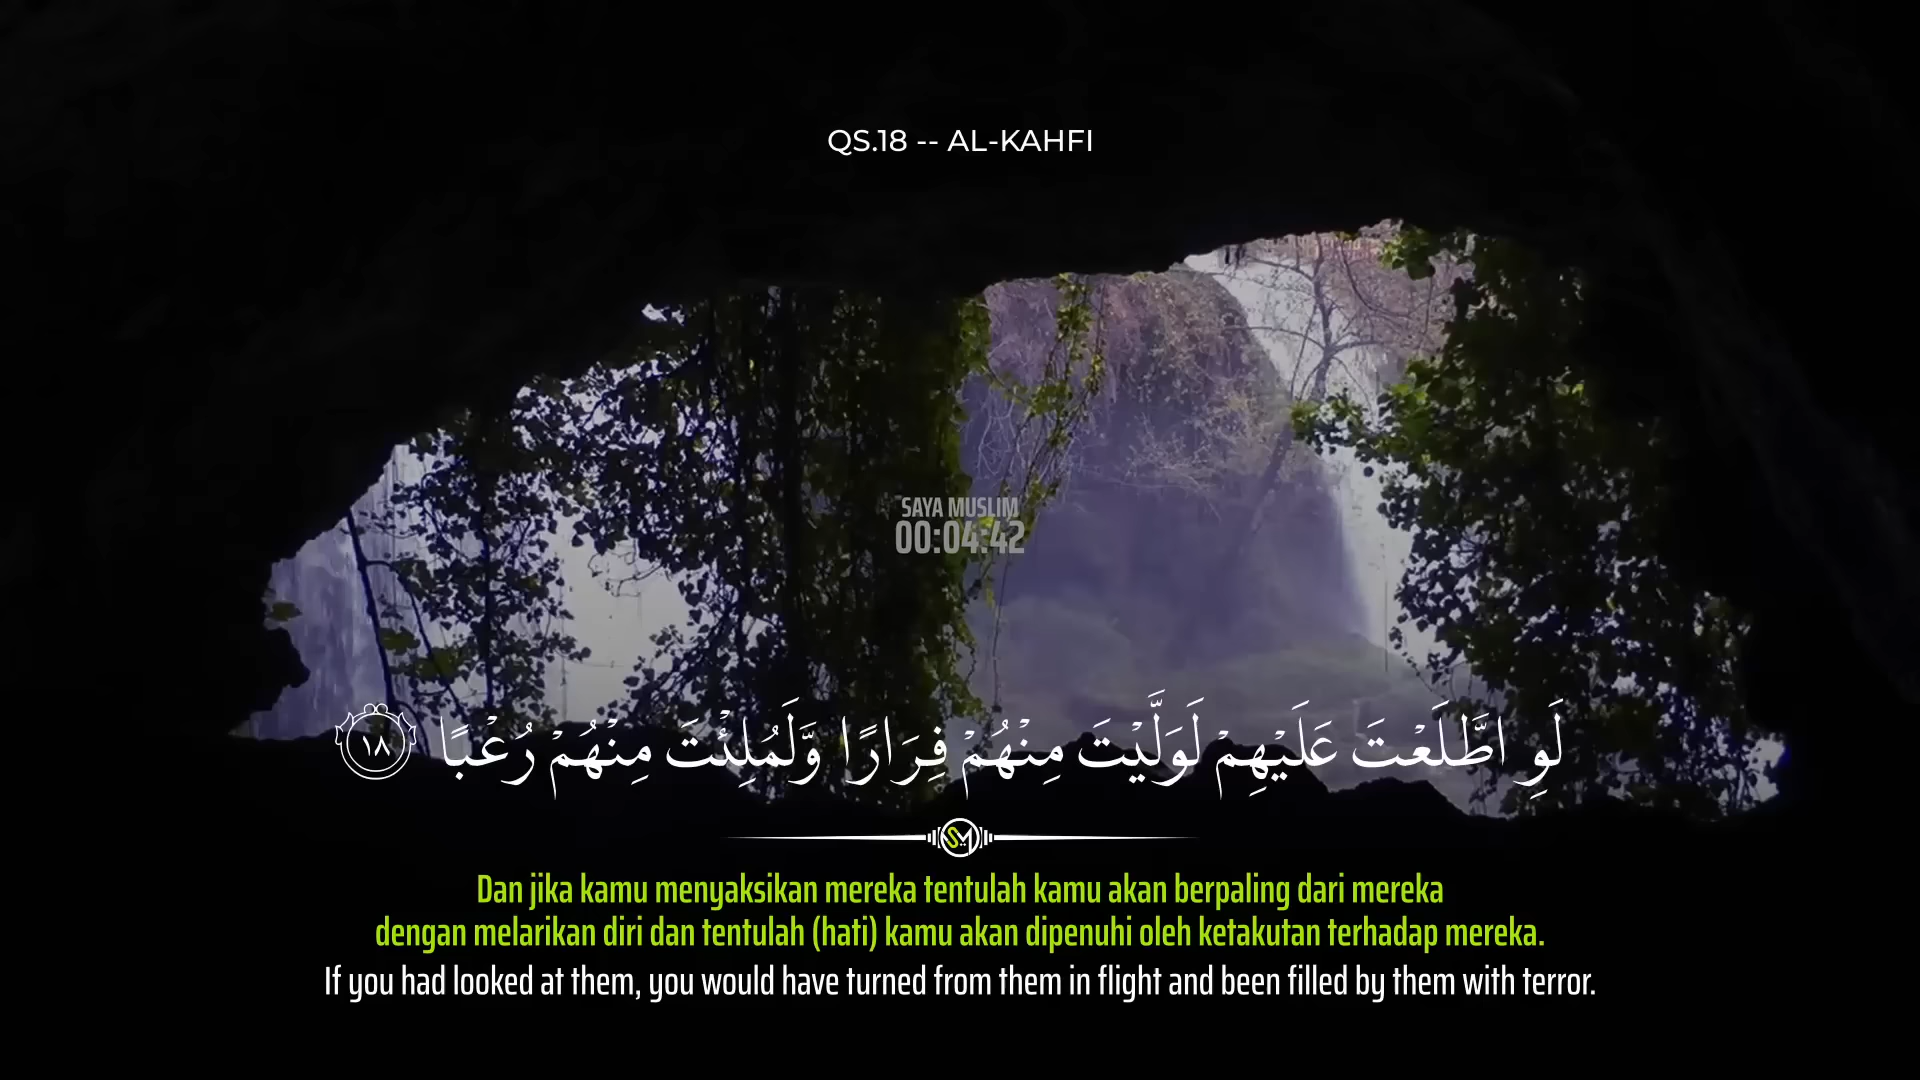 QS.18 -- AL-KAHFI
SAYA MUSLIM
00:04:42
لَوِ اطَّلَعْتَ عَلَيْهِمْ لَوَلَّيْتَ مِنْهُمْ فِرَارًا وَّلَمُلِئْتَ مِنْهُمْ رُعْبًا ١٨
SM
Dan jika kamu menyaksikan mereka tentulah kamu akan berpaling dari mereka
dengan melarikan diri dan tentulah (hati) kamu akan dipenuhi oleh ketakutan terhadap mereka.
If you had looked at them, you would have turned from them in flight and been filled by them with terror.